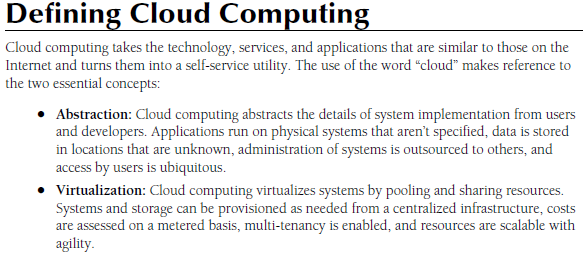 Defining Cloud Computing
Cloud computing takes the technology, services, and applications that are similar to those on the
Internet and turns them into a self-service utility. The use of the word “cloud” makes reference to
the two essential concepts:
● Abstraction: Cloud computing abstracts the details of system implementation from users
and developers. Applications run on physical systems that aren’t specified, data is stored
in locations that are unknown, administration of systems is outsourced to others, and
access by users is ubiquitous.
● Virtualization: Cloud computing virtualizes systems by pooling and sharing resources.
Systems and storage can be provisioned as needed from a centralized infrastructure, costs
are assessed on a metered basis, multi-tenancy is enabled, and resources are scalable with
agility.